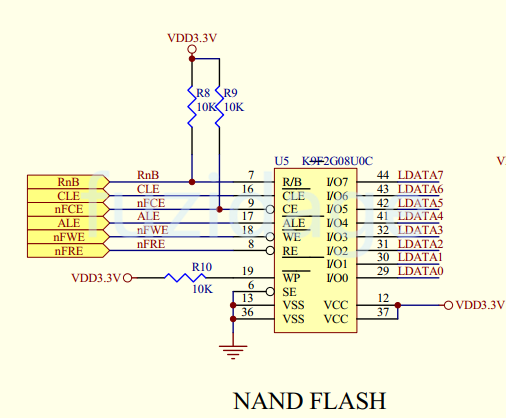 VDD3.3V
R8 R9
10K 10K
U5 K9F2G08U0C
RnB RnB 7 R/B I/O7 44 LDATA7
CLE CLE 16 CLE I/O6 43 LDATA6
nFCE nFCE 9 CE I/O5 42 LDATA5
ALE ALE 17 ALE I/O4 41 LDATA4
nFWE nFWE 18 WE I/O3 32 LDATA3
nFRE nFRE 8 RE I/O2 31 LDATA2
I/O1 30 LDATA1
VDD3.3V R10 10K 19 WP I/O0 29 LDATA0
6 SE
13 VSS VCC 12 VDD3.3V
36 VSS VCC 37
NAND FLASH